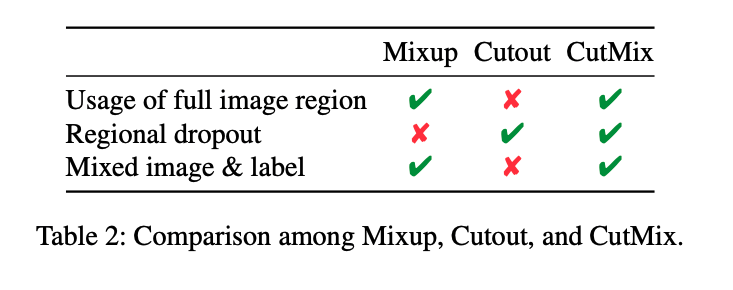 Mixup Cutout CutMix
Usage of full image region ✔ ✘ ✔
Regional dropout ✘ ✔ ✔
Mixed image & label ✔ ✘ ✔
Table 2: Comparison among Mixup, Cutout, and CutMix.